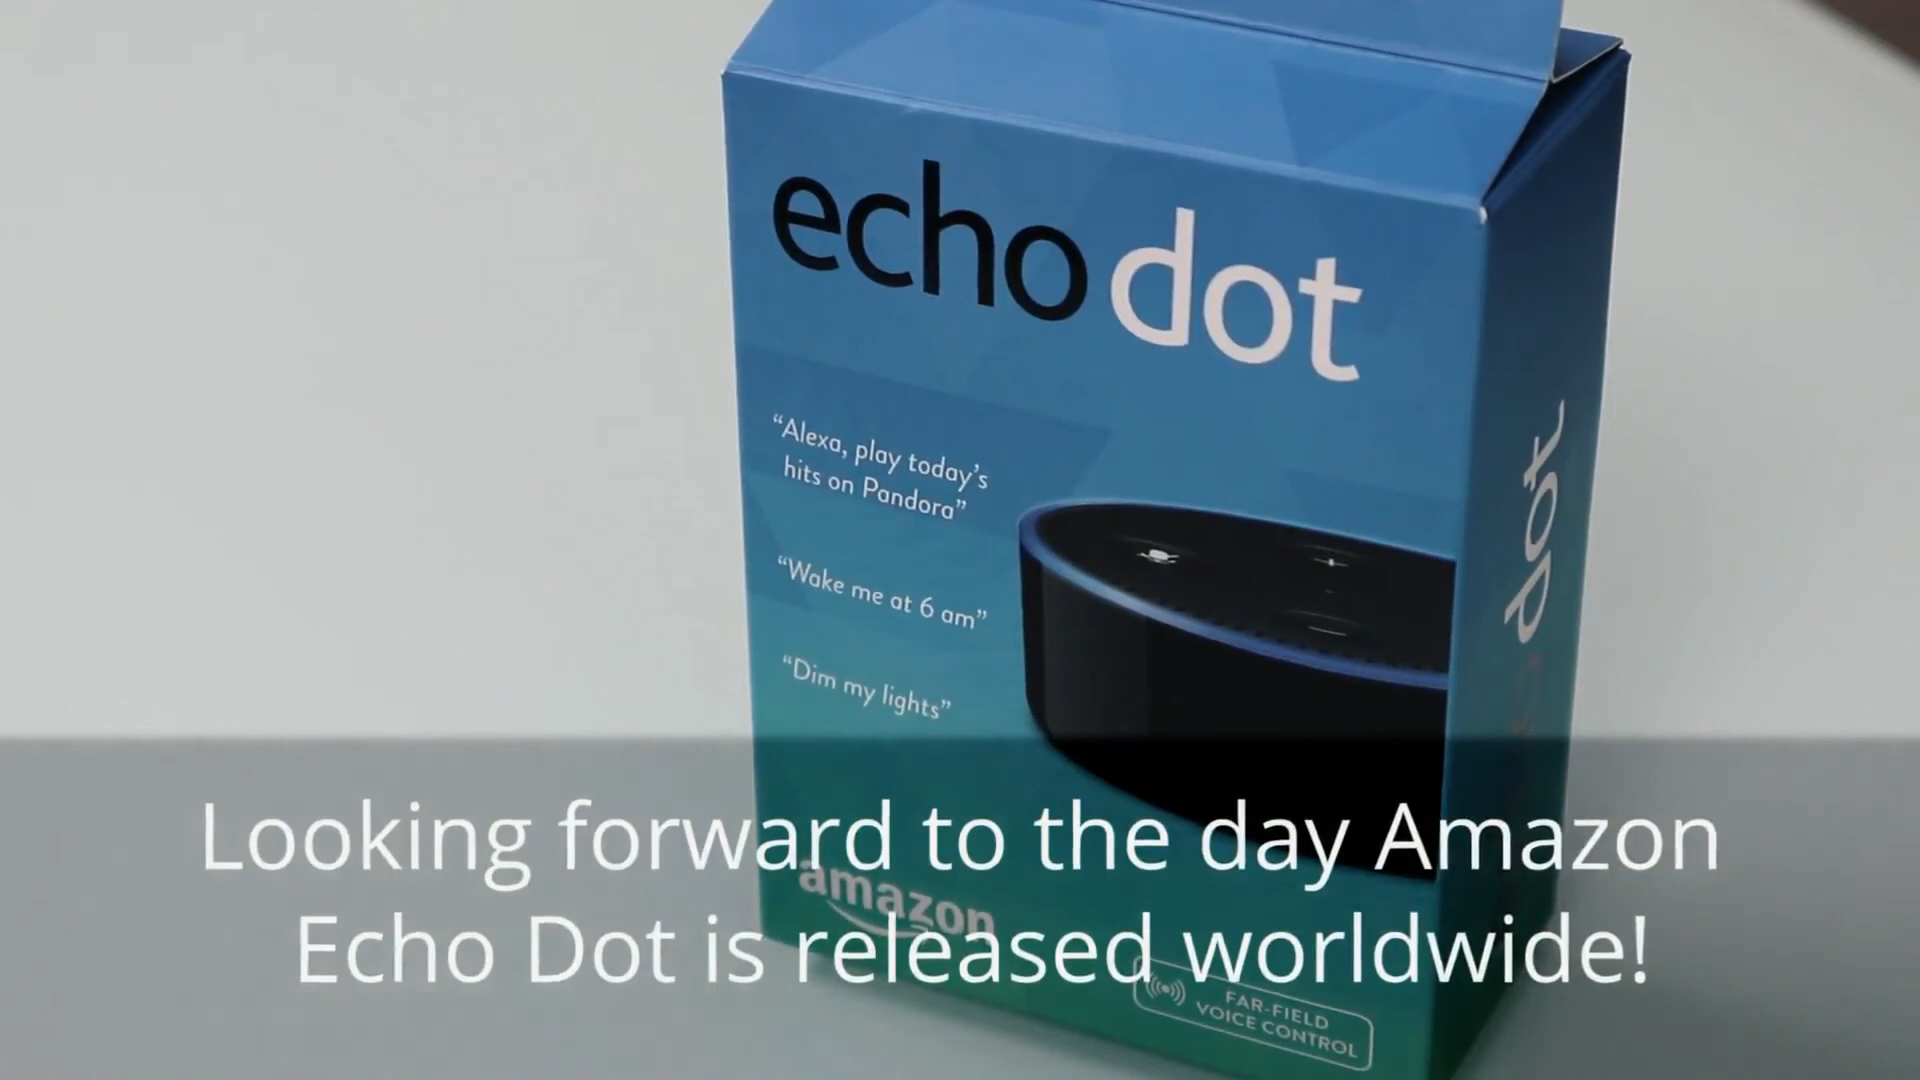 echo dot
“Alexa, play today’s
hits on Pandora”
“Wake me at 6 am”
“Dim my lights”
dot
Looking forward to the day Amazon
Echo Dot is released worldwide!
amazon
FAR-FIELD
VOICE CONTROL